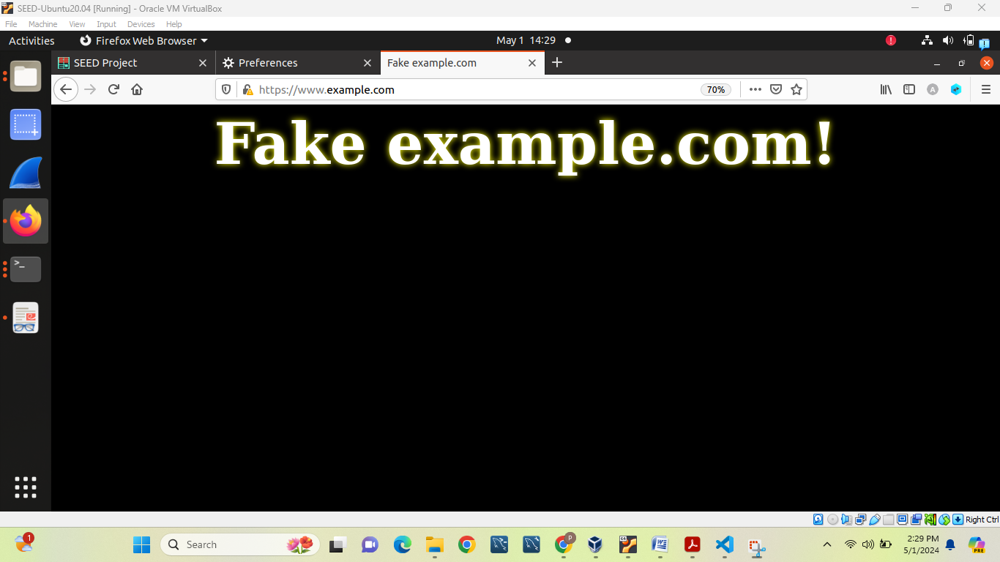 SEED-Ubuntu20.04 [Running] - Oracle VM VirtualBox
File Machine View Input Devices Help
Activities Firefox Web Browser May 1 14:29
SEED Project Preferences Fake example.com
https://www.example.com 70%
Fake example.com!
Right Ctrl
1 Search 2:29 PM
5/1/2024
PRE